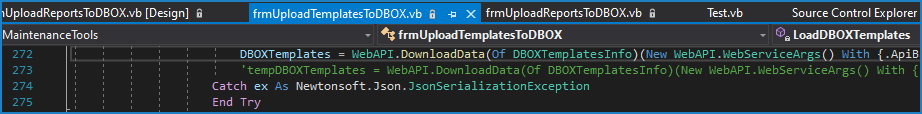 mUploadReportsToDBOX.vb [Design] frmUploadTemplatesToDBOX.vb frmUploadReportsToDBOX.vb Test.vb Source Control Explorer
MaintenanceTools frmUploadTemplatesToDBOX LoadDBOXTemplates
272 DBOXTemplates = WebAPI.DownloadData(Of DBOXTemplatesInfo)(New WebAPI.WebServiceArgs() With {.ApiB
273 'tempDBOXTemplates = WebAPI.DownloadData(Of DBOXTemplatesInfo)(New WebAPI.WebServiceArgs() With {
274 Catch ex As Newtonsoft.Json.JsonSerializationException
275 End Try